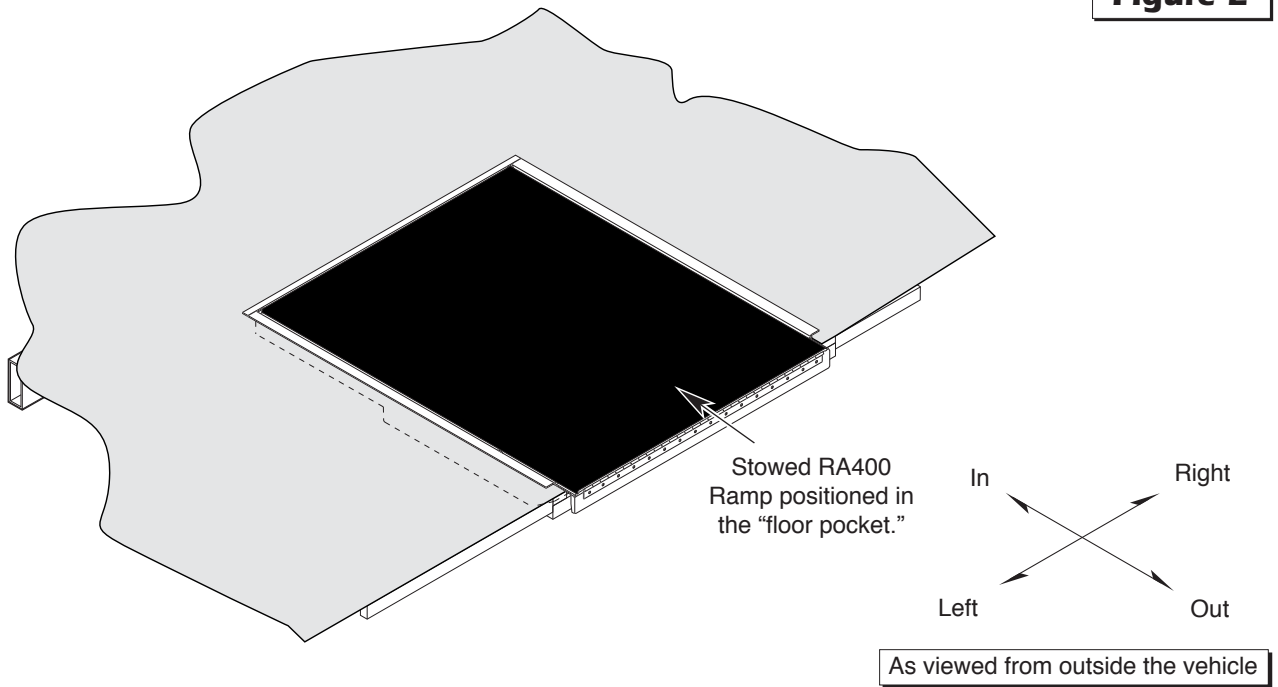 Figure 2
Stowed RA400
Ramp positioned in
the “floor pocket.”
In
Right
Left
Out
As viewed from outside the vehicle